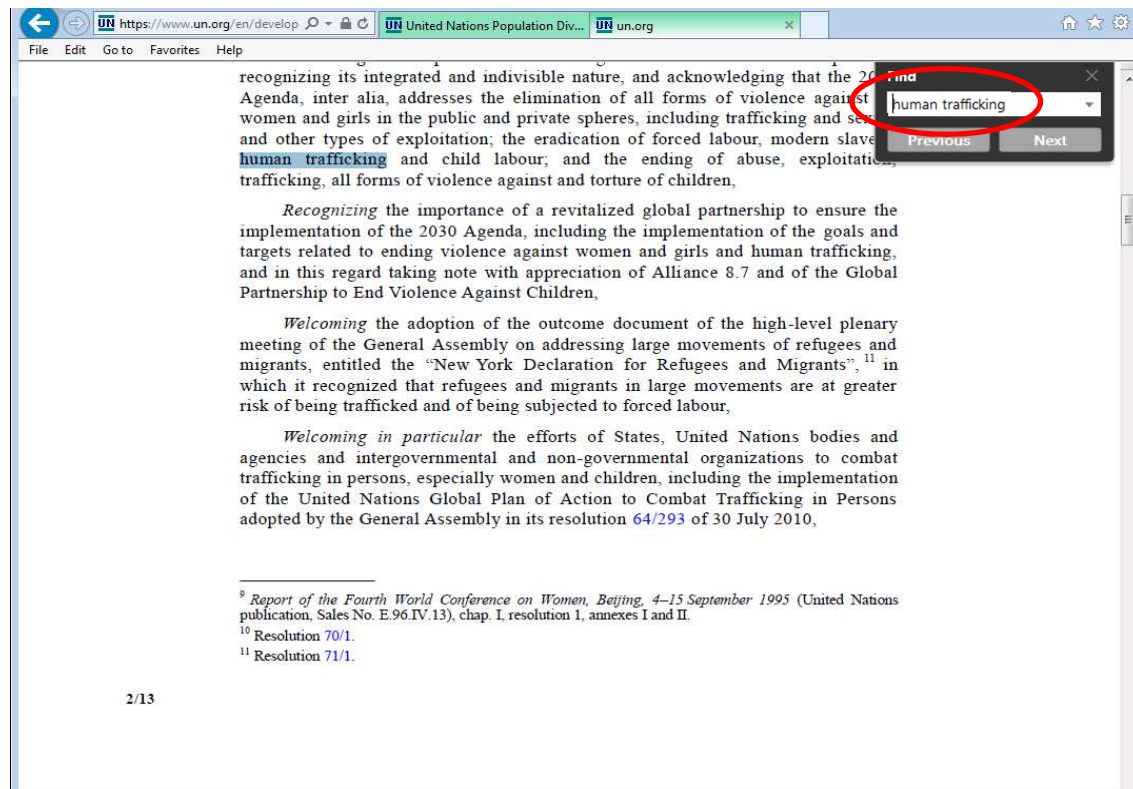 UN https://www.un.org/en/develop
UN United Nations Population Div...
UN un.org
File Edit Go to Favorites Help
recognizing its integrated and indivisible nature, and acknowledging that the
Agenda, inter alia, addresses the elimination of all forms of violence against
women and girls in the public and private spheres, including trafficking and
and other types of exploitation; the eradication of forced labour, modern
human trafficking and child labour; and the ending of abuse, exploitation,
trafficking, all forms of violence against and torture of children,
Find
human trafficking
Previous Next
Recognizing the importance of a revitalized global partnership to ensure the
implementation of the 2030 Agenda, including the implementation of the goals and
targets related to ending violence against women and girls and human trafficking,
and in this regard taking note with appreciation of Alliance 8.7 and of the Global
Partnership to End Violence Against Children,
Welcoming the adoption of the outcome document of the high-level plenary
meeting of the General Assembly on addressing large movements of refugees and
migrants, entitled the “New York Declaration for Refugees and Migrants”, 11 in
which it recognized that refugees and migrants in large movements are at greater
risk of being trafficked and of being subjected to forced labour,
Welcoming in particular the efforts of States, United Nations bodies and
agencies and intergovernmental and non-governmental organizations to combat
trafficking in persons, especially women and children, including the implementation
of the United Nations Global Plan of Action to Combat Trafficking in Persons
adopted by the General Assembly in its resolution 64/293 of 30 July 2010,
9 Report of the Fourth World Conference on Women, Beijing, 4–15 September 1995 (United Nations
publication, Sales No. E.96.IV.13), chap. I, resolution 1, annexes I and II.
10 Resolution 70/1.
11 Resolution 71/1.
2/13